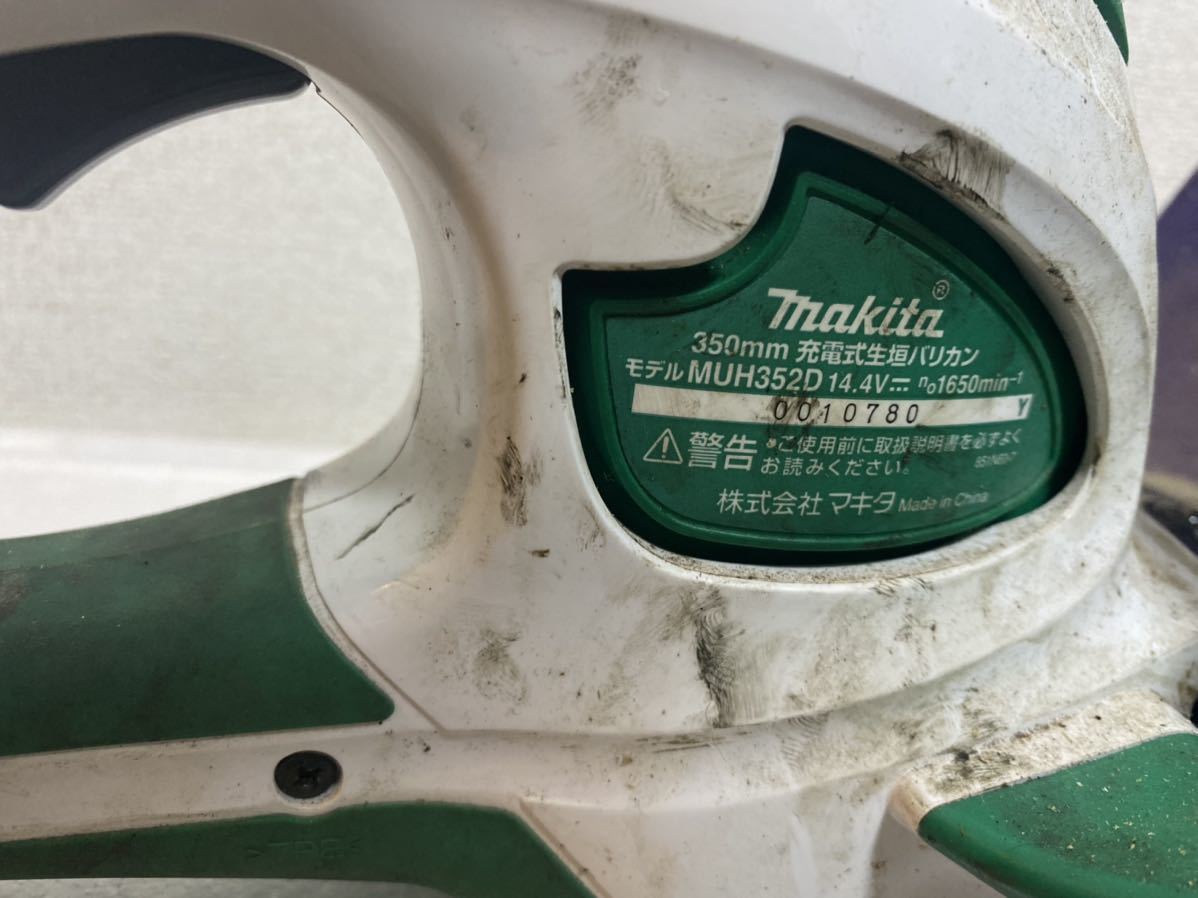 makita®
350mm 充電式生垣バリカン
モデル MUH352D 14.4V⎓ n₀1650min⁻¹
0010780 Y
⚠警告 •ご使用前に取扱説明書を必ずよく
お読みください。
株式会社 マキタ Made in China